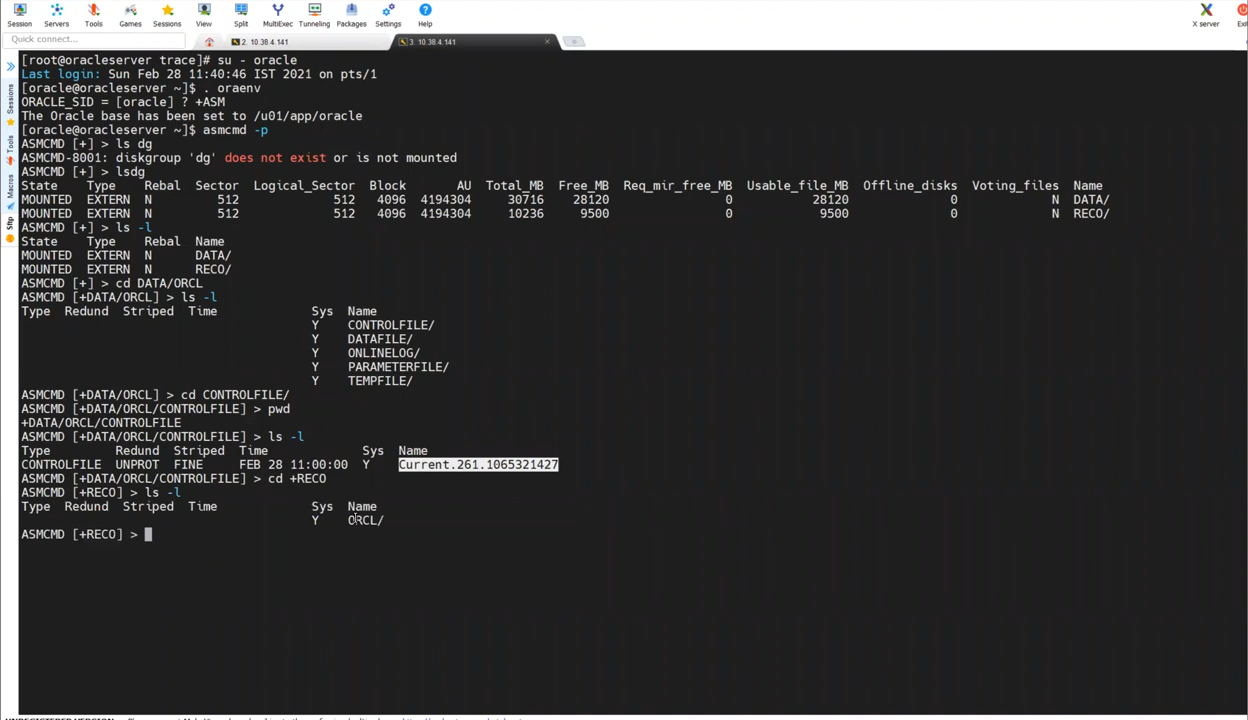 Session Servers Tools Games Sessions View Split MultiExec Tunneling Packages Settings Help X server Exit
Quick connect... 2. 10.38.4.141 3. 10.38.4.141
Sessions
Tools
Macros
Sftp
[root@oracleserver trace]# su - oracle
Last login: Sun Feb 28 11:40:46 IST 2021 on pts/1
[oracle@oracleserver ~]$ . oraenv
ORACLE_SID = [oracle] ? +ASM
The Oracle base has been set to /u01/app/oracle
[oracle@oracleserver ~]$ asmcmd -p
ASMCMD [+] > ls dg
ASMCMD-8001: diskgroup 'dg' does not exist or is not mounted
ASMCMD [+] > lsdg
State Type Rebal Sector Logical_Sector Block AU Total_MB Free_MB Req_mir_free_MB Usable_file_MB Offline_disks Voting_files Name
MOUNTED EXTERN N 512 512 4096 4194304 30716 28120 0 28120 0 N DATA/
MOUNTED EXTERN N 512 512 4096 4194304 10236 9500 0 9500 0 N RECO/
ASMCMD [+] > ls -l
State Type Rebal Name
MOUNTED EXTERN N DATA/
MOUNTED EXTERN N RECO/
ASMCMD [+] > cd DATA/ORCL
ASMCMD [+DATA/ORCL] > ls -l
Type Redund Striped Time Sys Name
Y CONTROLFILE/
Y DATAFILE/
Y ONLINELOG/
Y PARAMETERFILE/
Y TEMPFILE/
ASMCMD [+DATA/ORCL] > cd CONTROLFILE/
ASMCMD [+DATA/ORCL/CONTROLFILE] > pwd
+DATA/ORCL/CONTROLFILE
ASMCMD [+DATA/ORCL/CONTROLFILE] > ls -l
Type Redund Striped Time Sys Name
CONTROLFILE UNPROT FINE FEB 28 11:00:00 Y Current.261.1065321427
ASMCMD [+DATA/ORCL/CONTROLFILE] > cd +RECO
ASMCMD [+RECO] > ls -l
Type Redund Striped Time Sys Name
Y ORCL/
ASMCMD [+RECO] >
UNREGISTERED VERSION